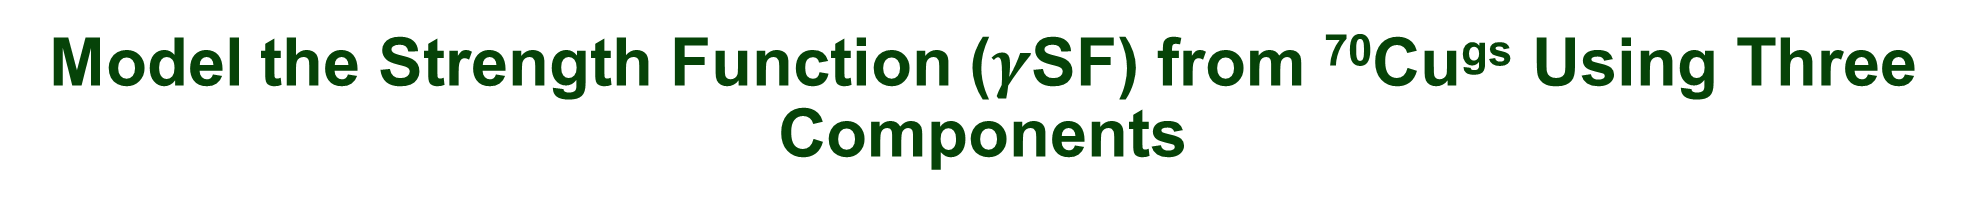 Model the Strength Function (𝛾SF) from ⁷⁰Cuᵍˢ Using Three
Components